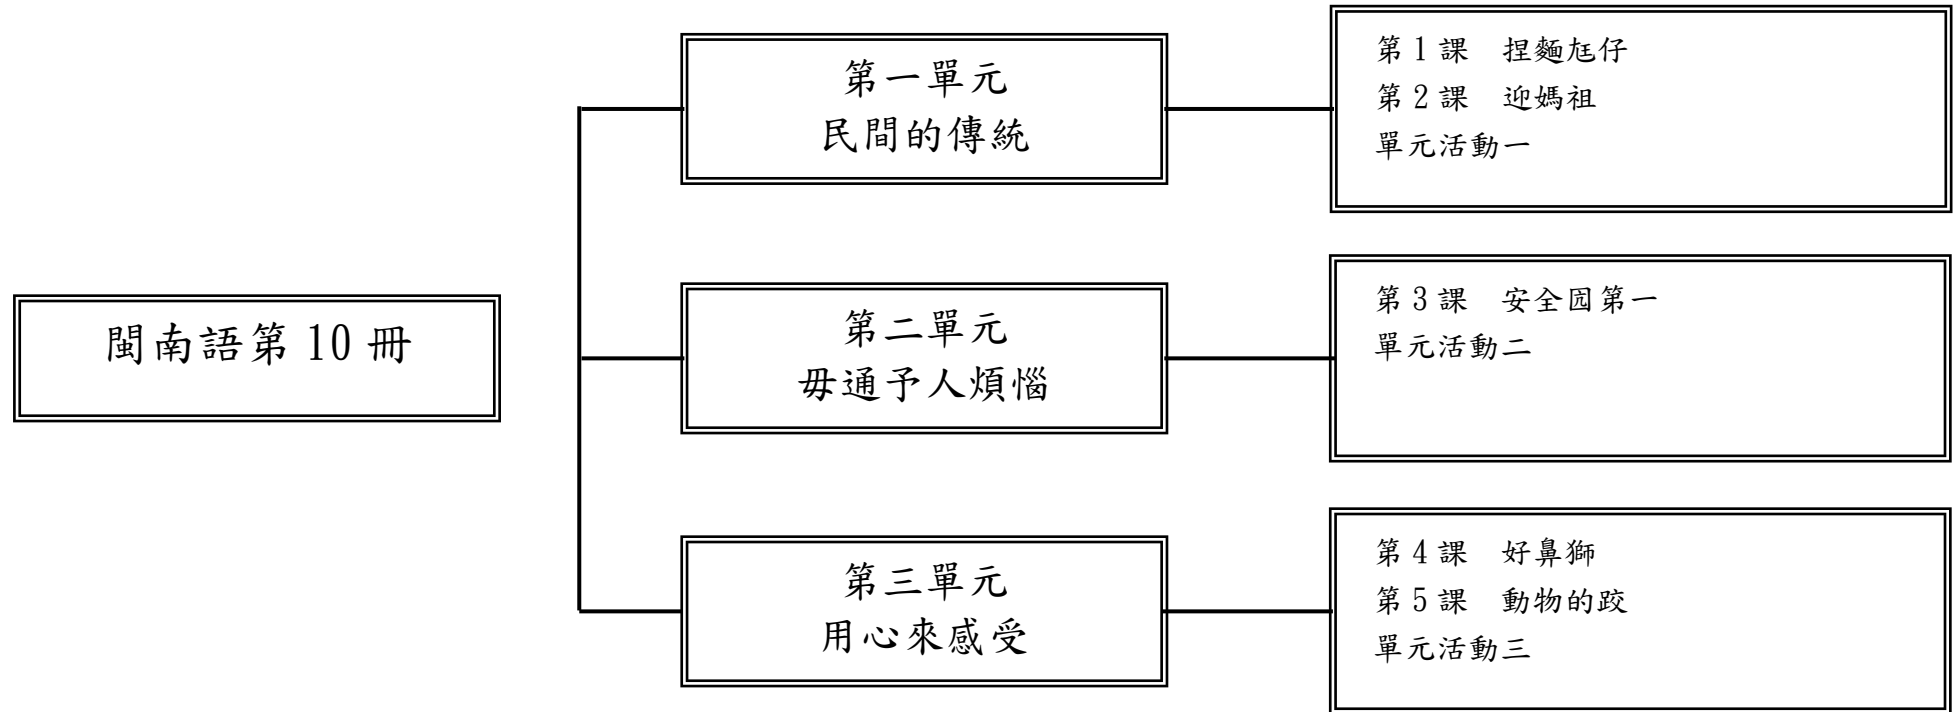 閩南語第 10 冊
第一單元
民間的傳統
第 1 課　捏麵尪仔
第 2 課　迎媽祖
單元活動一
第二單元
毋通予人煩惱
第 3 課　安全囥第一
單元活動二
第三單元
用心來感受
第 4 課　好鼻獅
第 5 課　動物的跤
單元活動三